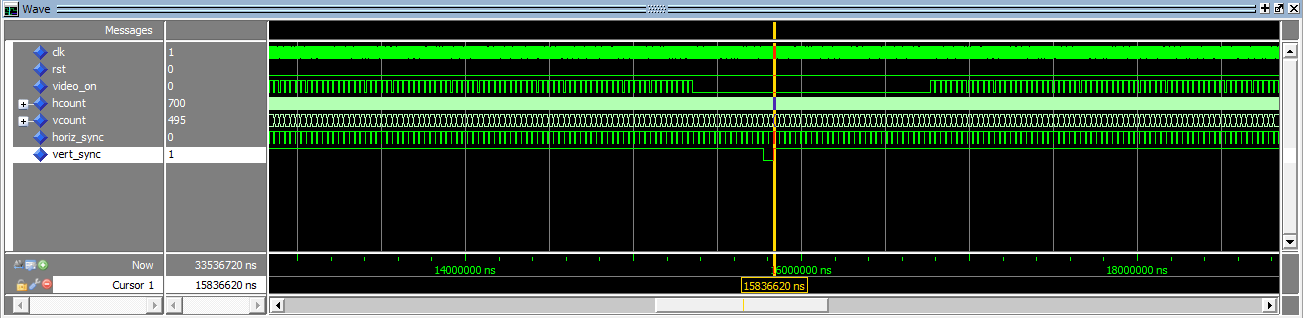 Wave
Messages
clk 1
rst 0
video_on 0
hcount 700
vcount 495
horiz_sync 0
vert_sync 1
Now 33536720 ns 14000000 ns 16000000 ns 18000000 ns
Cursor 1 15836620 ns 15836620 ns